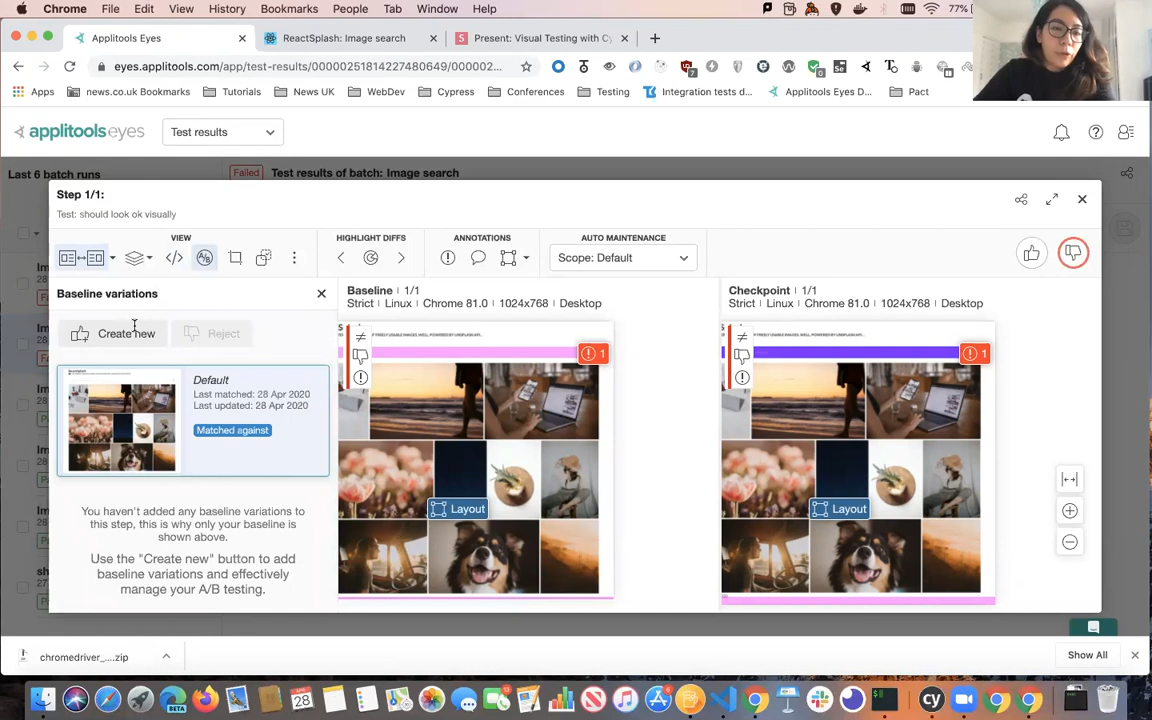 Chrome File Edit View History Bookmarks People Tab Window Help 77%
Applitools Eyes
ReactSplash: Image search
Present: Visual Testing with Cy
eyes.applitools.com/app/test-results/00000251814227480649/000002...
Apps news.co.uk Bookmarks Tutorials News UK WebDev Cypress Conferences Testing Integration tests d... Applitools Eyes D... Pact
applitools eyes Test results
Last 6 batch runs
Failed Test results of batch: Image search
Step 1/1:
Test: should look ok visually
VIEW HIGHLIGHT DIFFS ANNOTATIONS AUTO MAINTENANCE
A/B
Scope: Default
Baseline variations
Create new Reject
Default
Last matched: 28 Apr 2020
Last updated: 28 Apr 2020
Matched against
You haven't added any baseline variations to
this step, this is why only your baseline is
shown above.
Use the "Create new" button to add
baseline variations and effectively
manage your A/B testing.
Baseline 1/1
Strict Linux Chrome 81.0 1024x768 Desktop
1
Layout
Checkpoint 1/1
Strict Linux Chrome 81.0 1024x768 Desktop
1
Layout
chromedriver_....zip
Show All